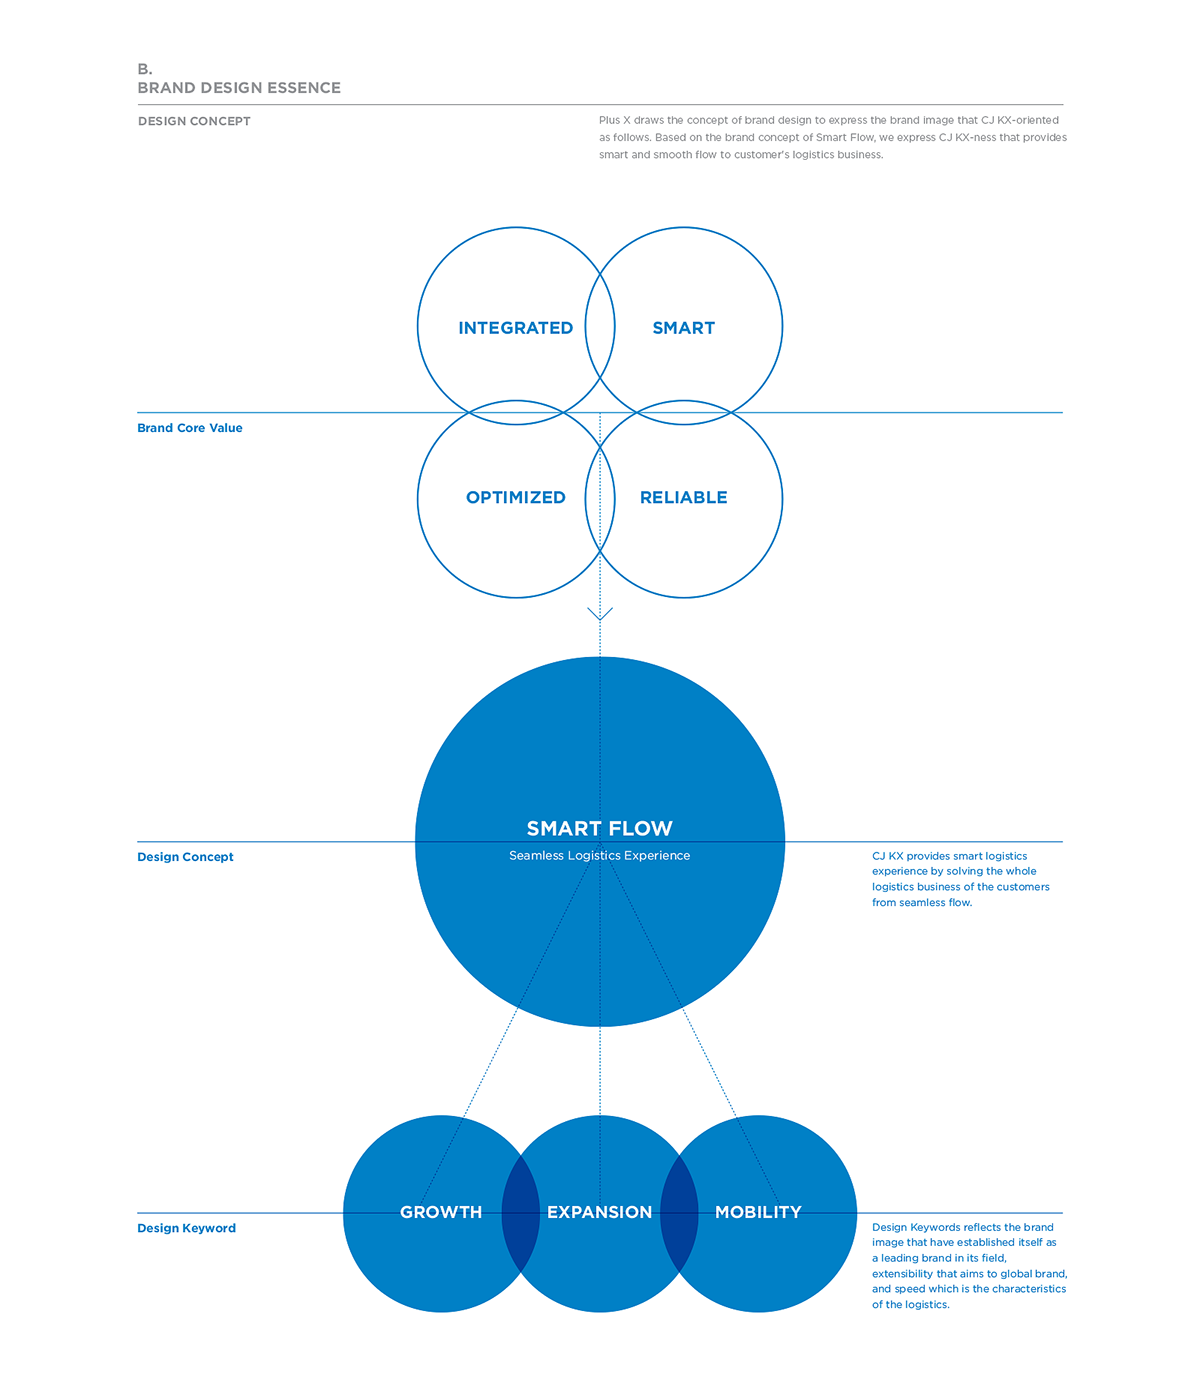 B.
BRAND DESIGN ESSENCE
DESIGN CONCEPT
Plus X draws the concept of brand design to express the brand image that CJ KX-oriented
as follows. Based on the brand concept of Smart Flow, we express CJ KX-ness that provides
smart and smooth flow to customer's logistics business.
INTEGRATED
SMART
Brand Core Value
OPTIMIZED
RELIABLE
SMART FLOW
Seamless Logistics Experience
Design Concept
CJ KX provides smart logistics
experience by solving the whole
logistics business of the customers
from seamless flow.
GROWTH
EXPANSION
MOBILITY
Design Keyword
Design Keywords reflects the brand
image that have established itself as
a leading brand in its field,
extensibility that aims to global brand,
and speed which is the characteristics
of the logistics.